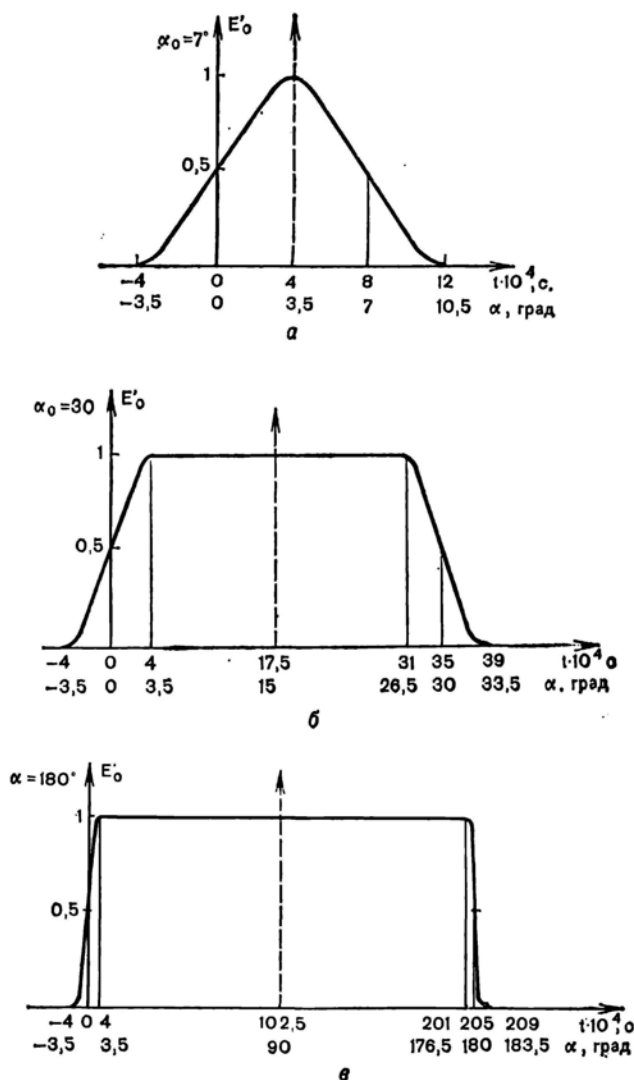 α₀=7° E'₀
1
0,5
−4 0 4 8 12 t·10⁴, с.
−3,5 0 3,5 7 10,5 α, град
а
α₀=30 E'₀
1
0,5
−4 0 4 17,5 31 35 39 t·10⁴ о
−3,5 0 3,5 15 26,5 30 33,5 α. град
б
α=180° E'₀
1
0,5
−4 0 4 102,5 201 205 209 t·10⁴, о
−3,5 3,5 90 176,5 180 183,5 α, град
в